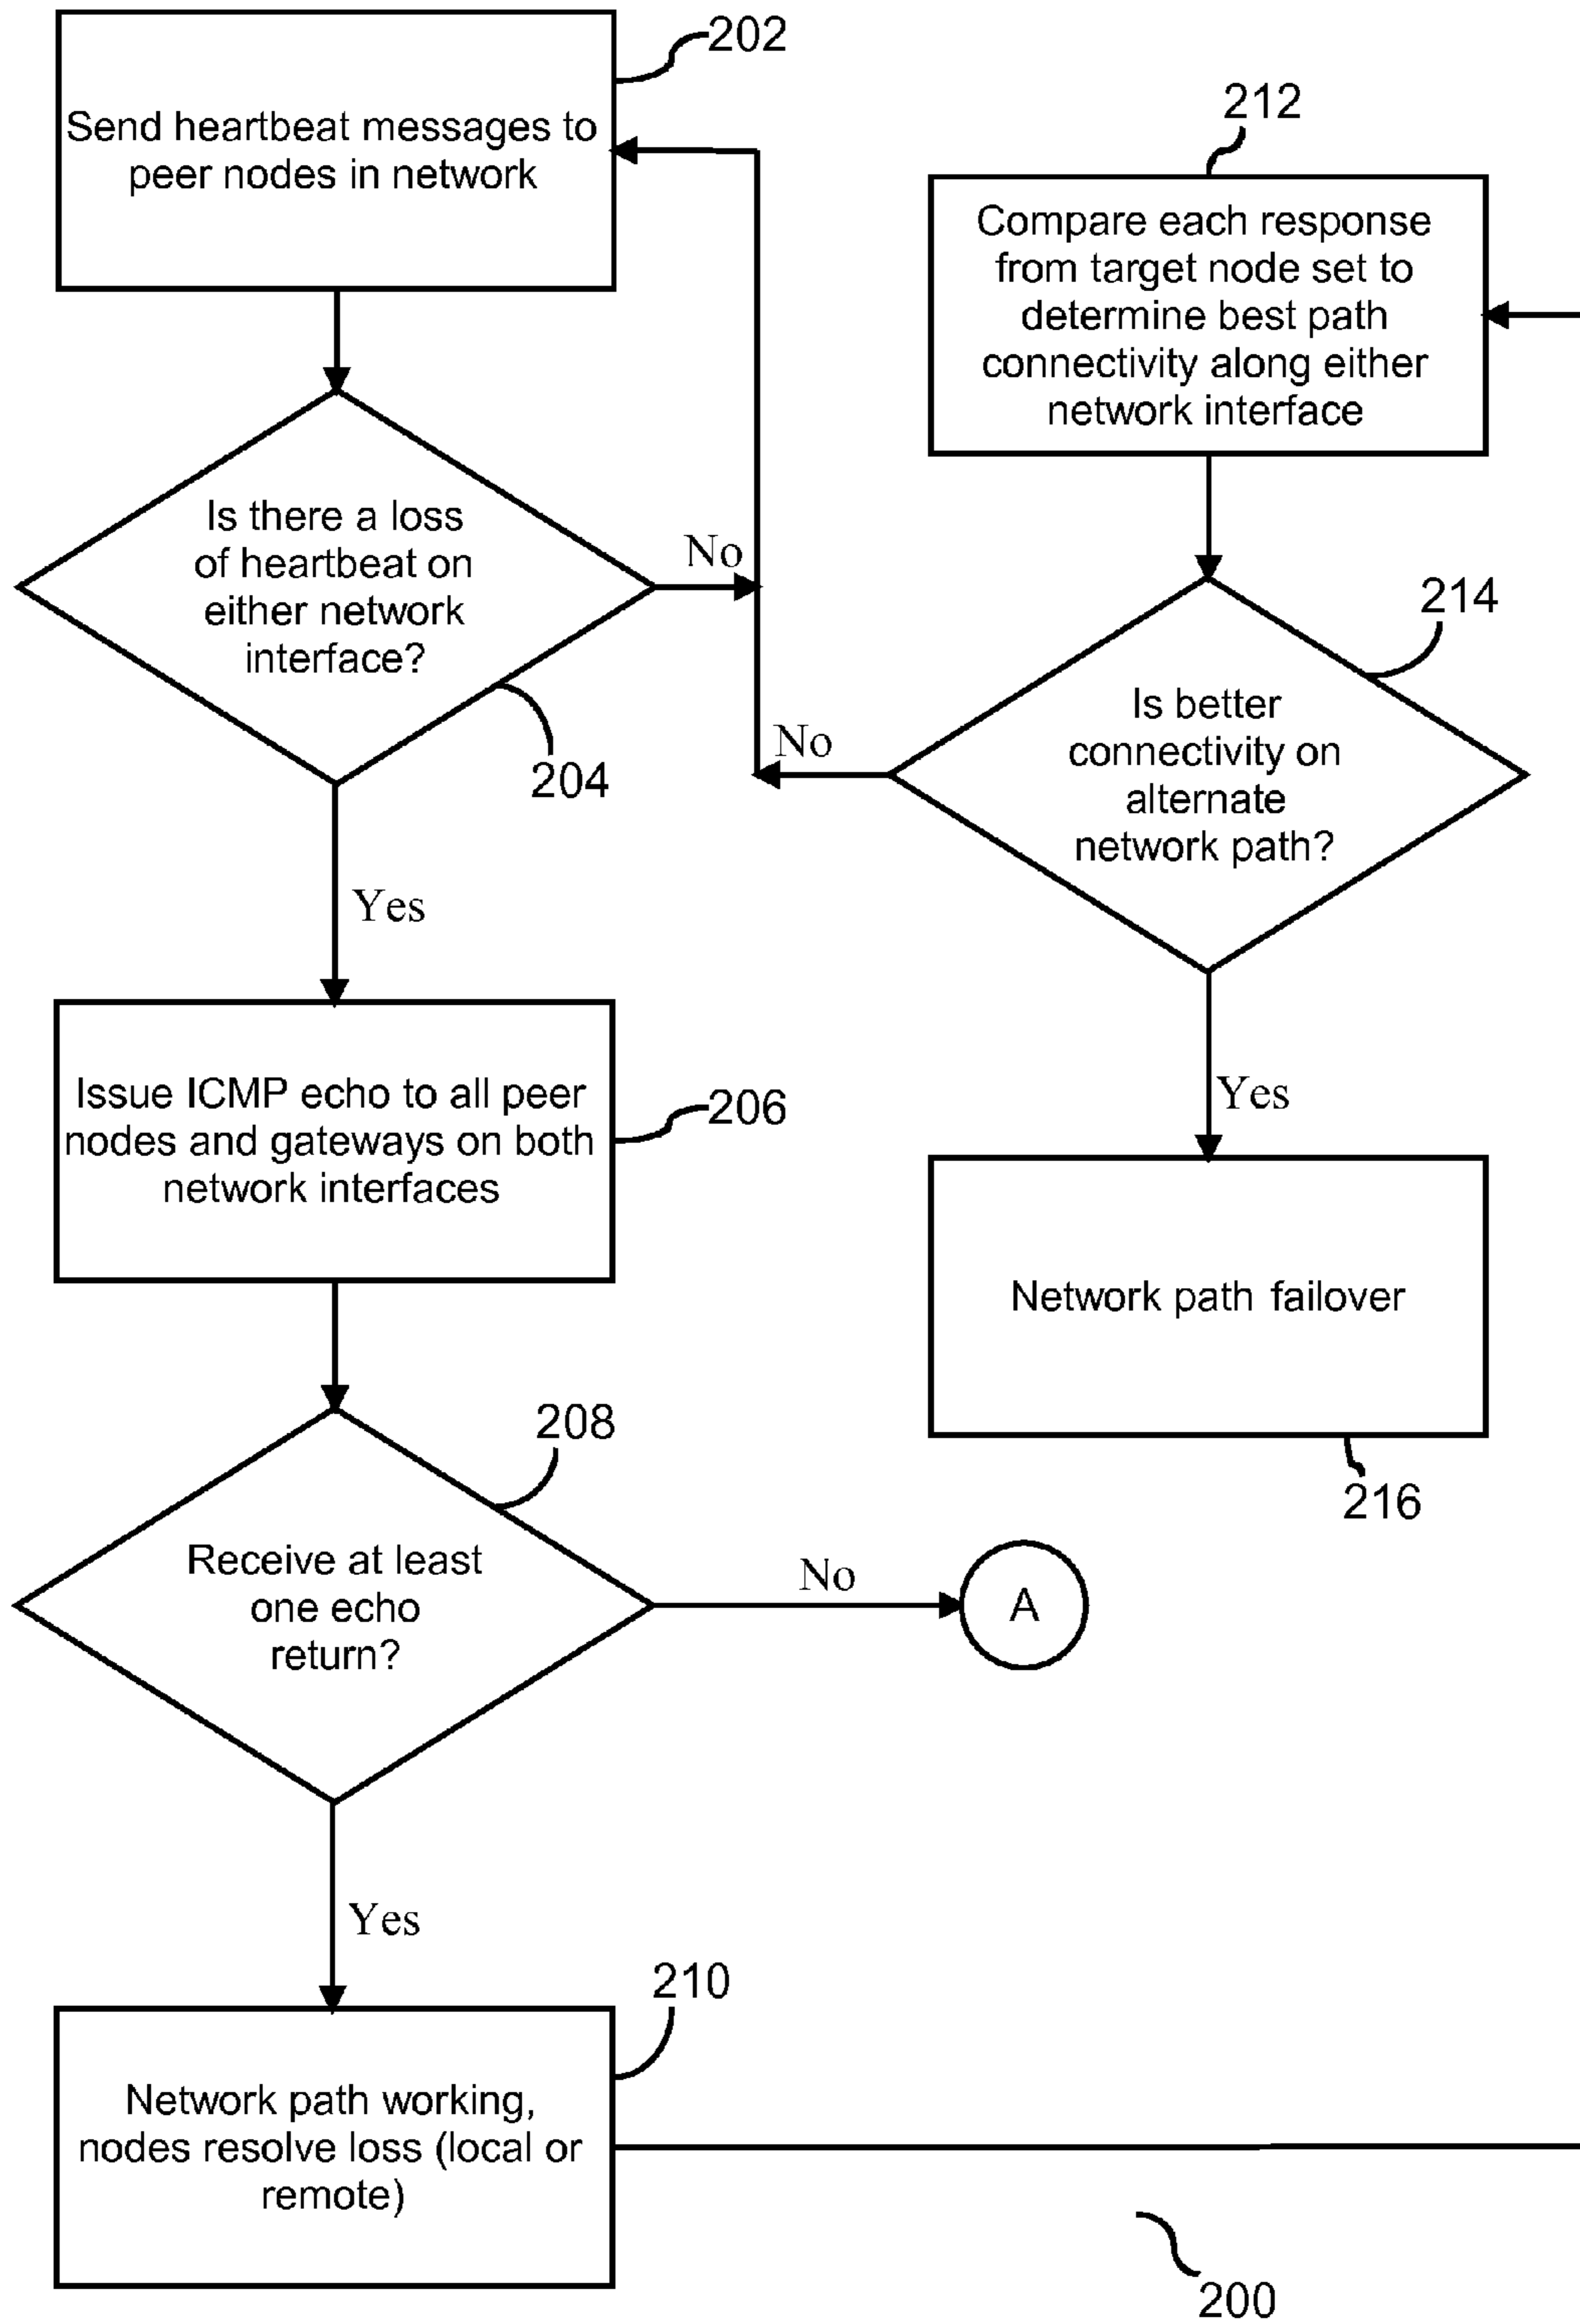 202
Send heartbeat messages to
peer nodes in network
Is there a loss
of heartbeat on
either network
interface?
No
204
Yes
Issue ICMP echo to all peer
nodes and gateways on both
network interfaces
206
208
Receive at least
one echo
return?
No
A
Yes
210
Network path working,
nodes resolve loss (local or
remote)
212
Compare each response
from target node set to
determine best path
connectivity along either
network interface
214
Is better
connectivity on
alternate
network path?
No
Yes
Network path failover
216
200